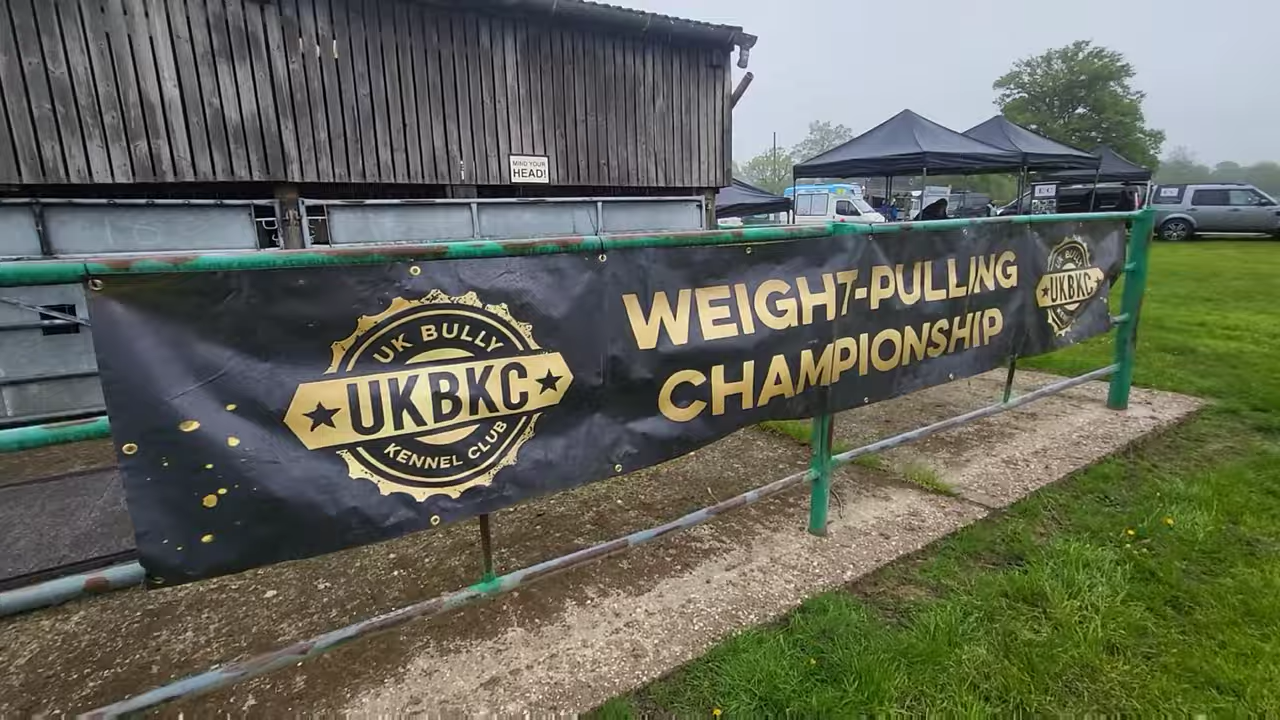 MIND YOUR
HEAD!
UK BULLY
UKBKC
KENNEL CLUB
WEIGHT-PULLING
CHAMPIONSHIP
UK BULLY
UKBKC